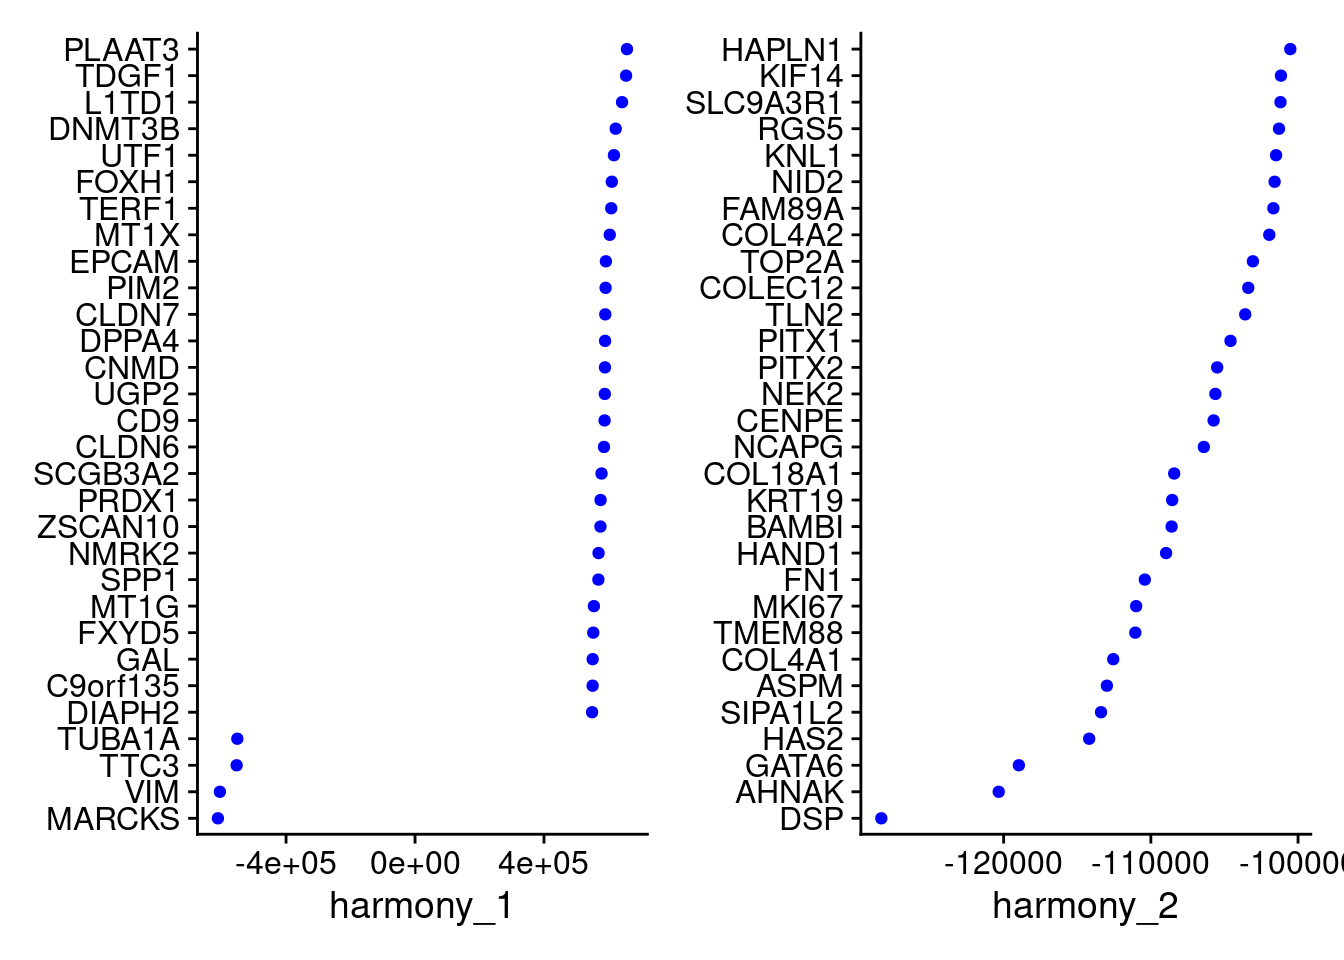 PLAAT3
TDGF1
L1TD1
DNMT3B
UTF1
FOXH1
TERF1
MT1X
EPCAM
PIM2
CLDN7
DPPA4
CNMD
UGP2
CD9
CLDN6
SCGB3A2
PRDX1
ZSCAN10
NMRK2
SPP1
MT1G
FXYD5
GAL
C9orf135
DIAPH2
TUBA1A
TTC3
VIM
MARCKS
-4e+05 0e+00 4e+05
harmony_1
HAPLN1
KIF14
SLC9A3R1
RGS5
KNL1
NID2
FAM89A
COL4A2
TOP2A
COLEC12
TLN2
PITX1
PITX2
NEK2
CENPE
NCAPG
COL18A1
KRT19
BAMBI
HAND1
FN1
MKI67
TMEM88
COL4A1
ASPM
SIPA1L2
HAS2
GATA6
AHNAK
DSP
-120000 -110000 -100000
harmony_2